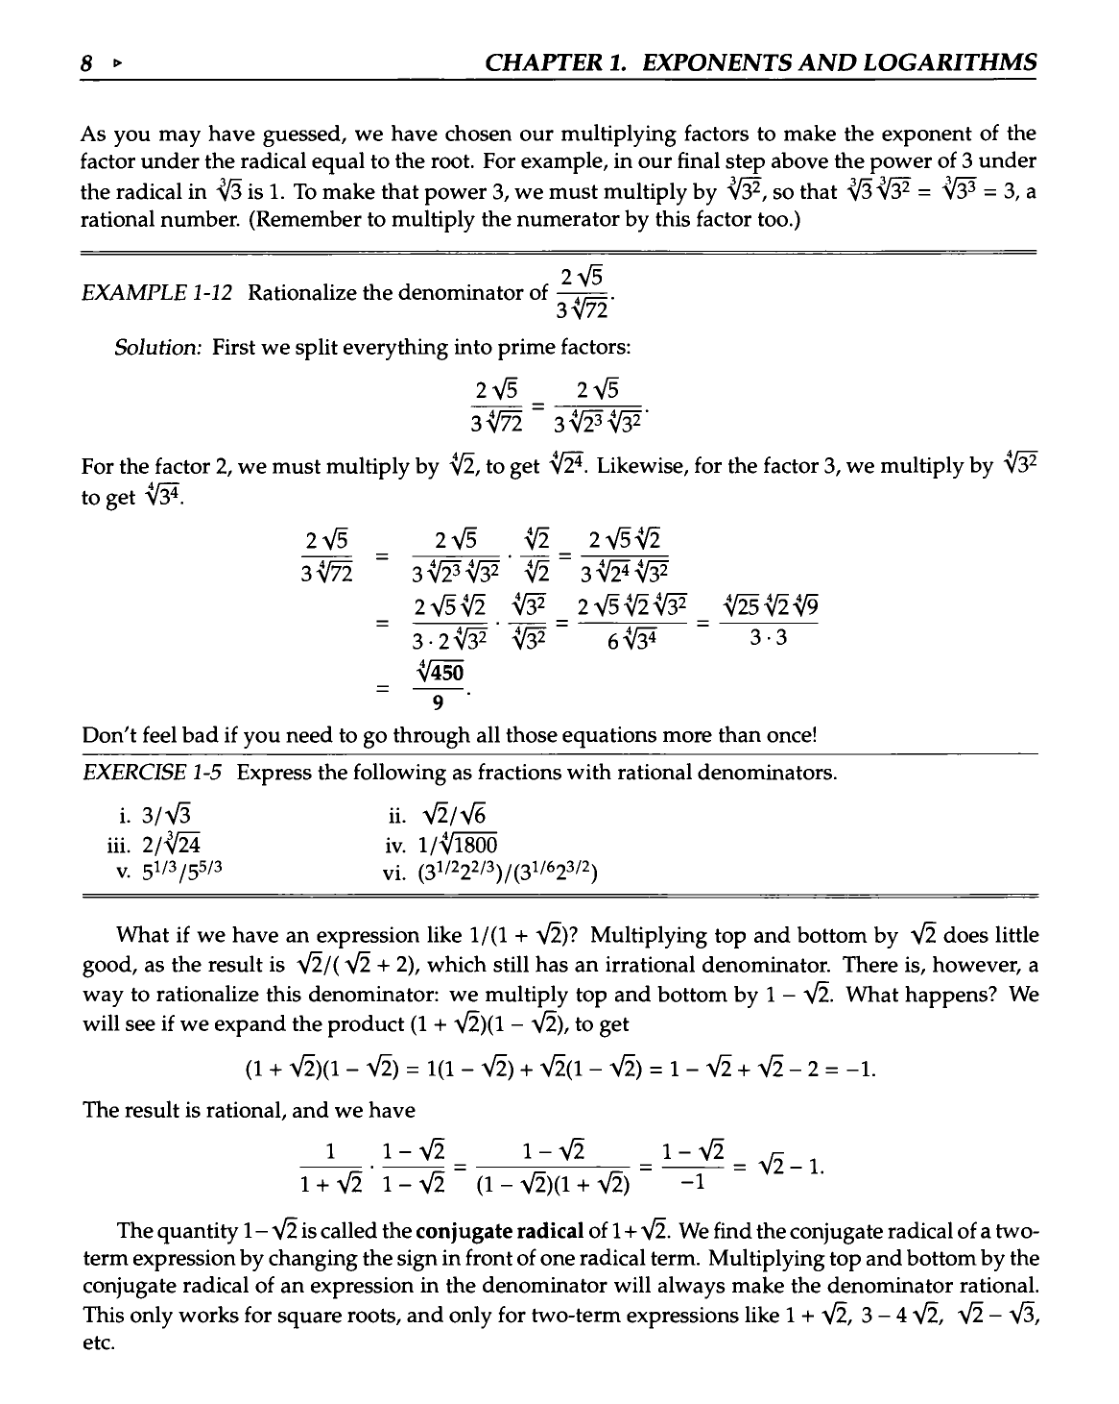 8 ▹ CHAPTER 1. EXPONENTS AND LOGARITHMS
As you may have guessed, we have chosen our multiplying factors to make the exponent of the
factor under the radical equal to the root. For example, in our final step above the power of 3 under
the radical in ∛3 is 1. To make that power 3, we must multiply by ∛3², so that ∛3 ∛3² = ∛3³ = 3, a
rational number. (Remember to multiply the numerator by this factor too.)
EXAMPLE 1-12 Rationalize the denominator of 2√5 / 3∜72.
Solution: First we split everything into prime factors:
2√5 / 3∜72 = 2√5 / 3∜2³ ∜3².
For the factor 2, we must multiply by ∜2, to get ∜2⁴. Likewise, for the factor 3, we multiply by ∜3²
to get ∜3⁴.
2√5 / 3∜72 = 2√5 / 3∜2³ ∜3² · ∜2 / ∜2 = 2√5 ∜2 / 3∜2⁴ ∜3²
= 2√5 ∜2 / 3·2∜3² · ∜3² / ∜3² = 2√5 ∜2 ∜3² / 6∜3⁴ = ∜25 ∜2 ∜9 / 3·3
= ∜450 / 9.
Don't feel bad if you need to go through all those equations more than once!
EXERCISE 1-5 Express the following as fractions with rational denominators.
i. 3/√3 ii. √2/√6
iii. 2/∛24 iv. 1/∜1800
v. 5^1/3/5^5/3 vi. (3^1/2 2^2/3)/(3^1/6 2^3/2)
What if we have an expression like 1/(1 + √2)? Multiplying top and bottom by √2 does little
good, as the result is √2/(√2 + 2), which still has an irrational denominator. There is, however, a
way to rationalize this denominator: we multiply top and bottom by 1 − √2. What happens? We
will see if we expand the product (1 + √2)(1 − √2), to get
(1 + √2)(1 − √2) = 1(1 − √2) + √2(1 − √2) = 1 − √2 + √2 − 2 = −1.
The result is rational, and we have
1 / 1 + √2 · 1 − √2 / 1 − √2 = 1 − √2 / (1 − √2)(1 + √2) = 1 − √2 / −1 = √2 − 1.
The quantity 1−√2 is called the conjugate radical of 1+√2. We find the conjugate radical of a two-
term expression by changing the sign in front of one radical term. Multiplying top and bottom by the
conjugate radical of an expression in the denominator will always make the denominator rational.
This only works for square roots, and only for two-term expressions like 1 + √2, 3 − 4√2, √2 − √3,
etc.